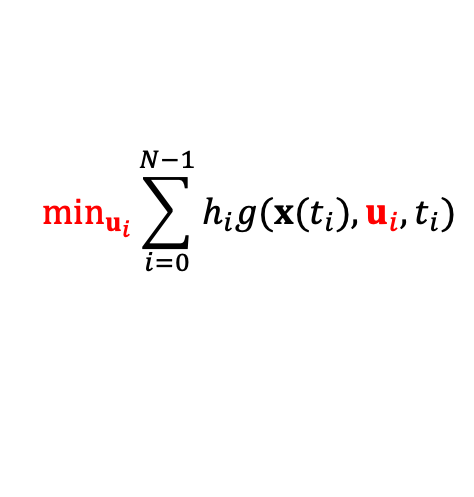 min_{𝐮_i} ∑_{i=0}^{N−1} h_i g(𝐱(t_i), 𝐮_i, t_i)